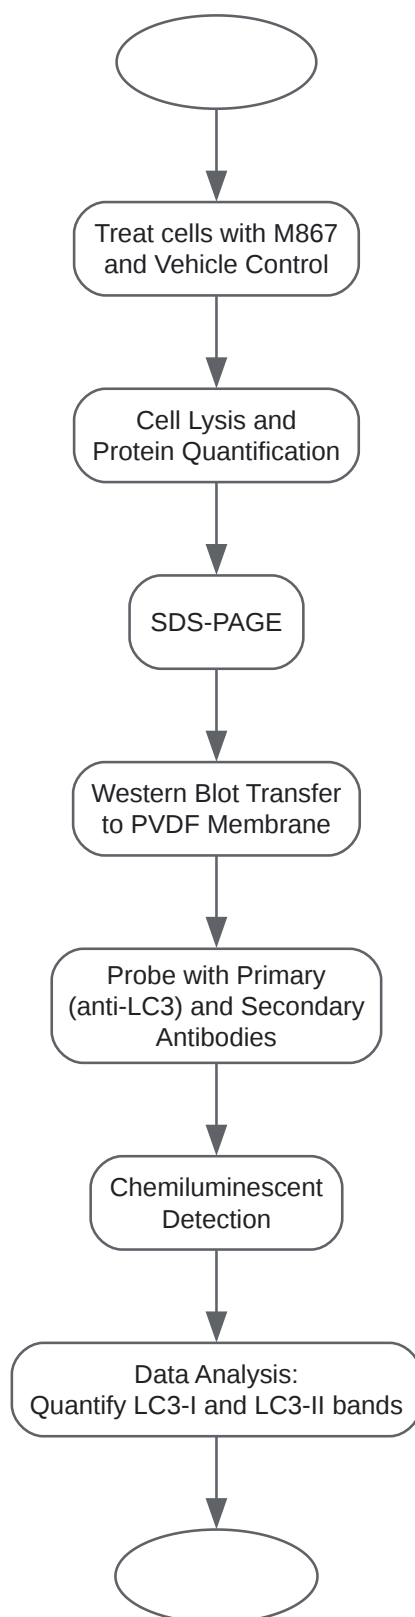 Treat cells with M867
and Vehicle Control
Cell Lysis and
Protein Quantification
SDS-PAGE
Western Blot Transfer
to PVDF Membrane
Probe with Primary
(anti-LC3) and Secondary
Antibodies
Chemiluminescent
Detection
Data Analysis:
Quantify LC3-I and LC3-II bands